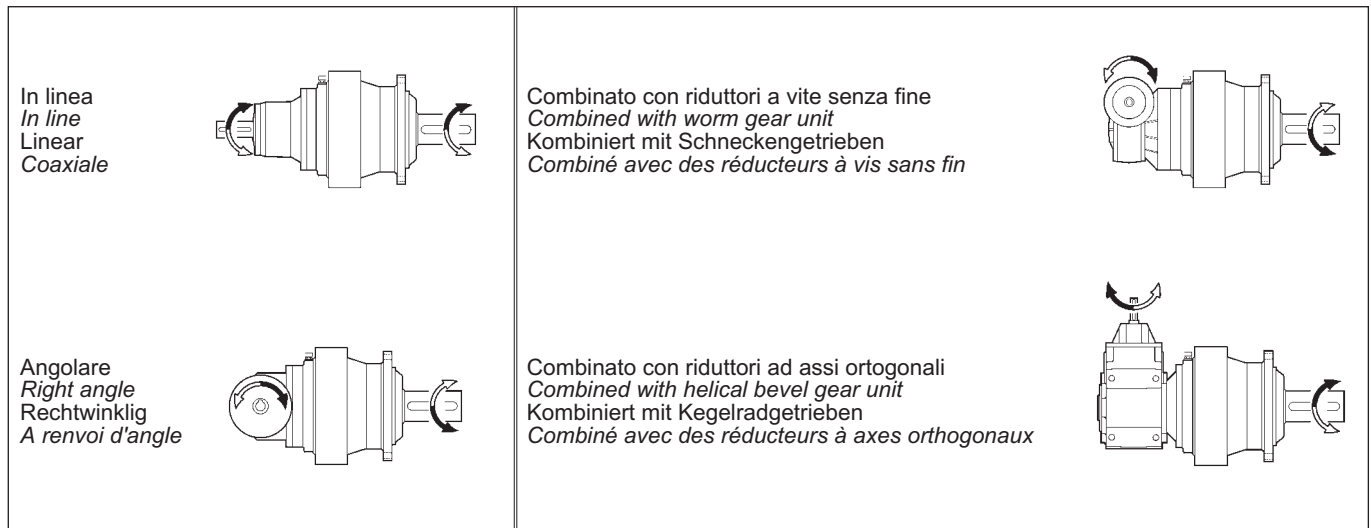 In linea
In line
Linear
Coaxiale
Combinato con riduttori a vite senza fine
Combined with worm gear unit
Kombiniert mit Schneckengetrieben
Combiné avec des réducteurs à vis sans fin
Angolare
Right angle
Rechtwinklig
A renvoi d'angle
Combinato con riduttori ad assi ortogonali
Combined with helical bevel gear unit
Kombiniert mit Kegelradgetrieben
Combiné avec des réducteurs à axes orthogonaux